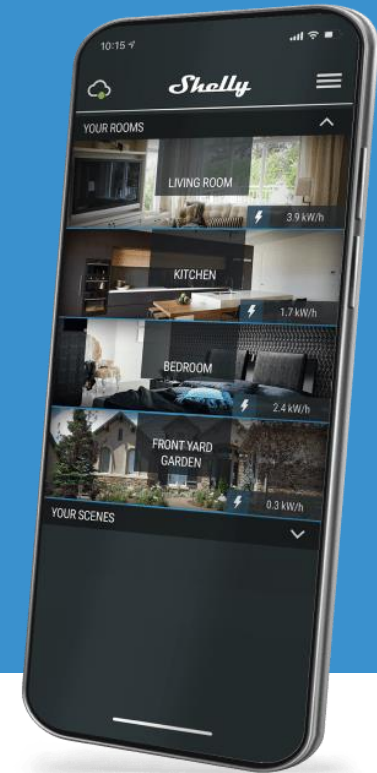 10:15
Shelly
YOUR ROOMS
LIVING ROOM
3.9 kW/h
KITCHEN
1.7 kW/h
BEDROOM
2.4 kW/h
FRONT YARD
GARDEN
0.3 kW/h
YOUR SCENES